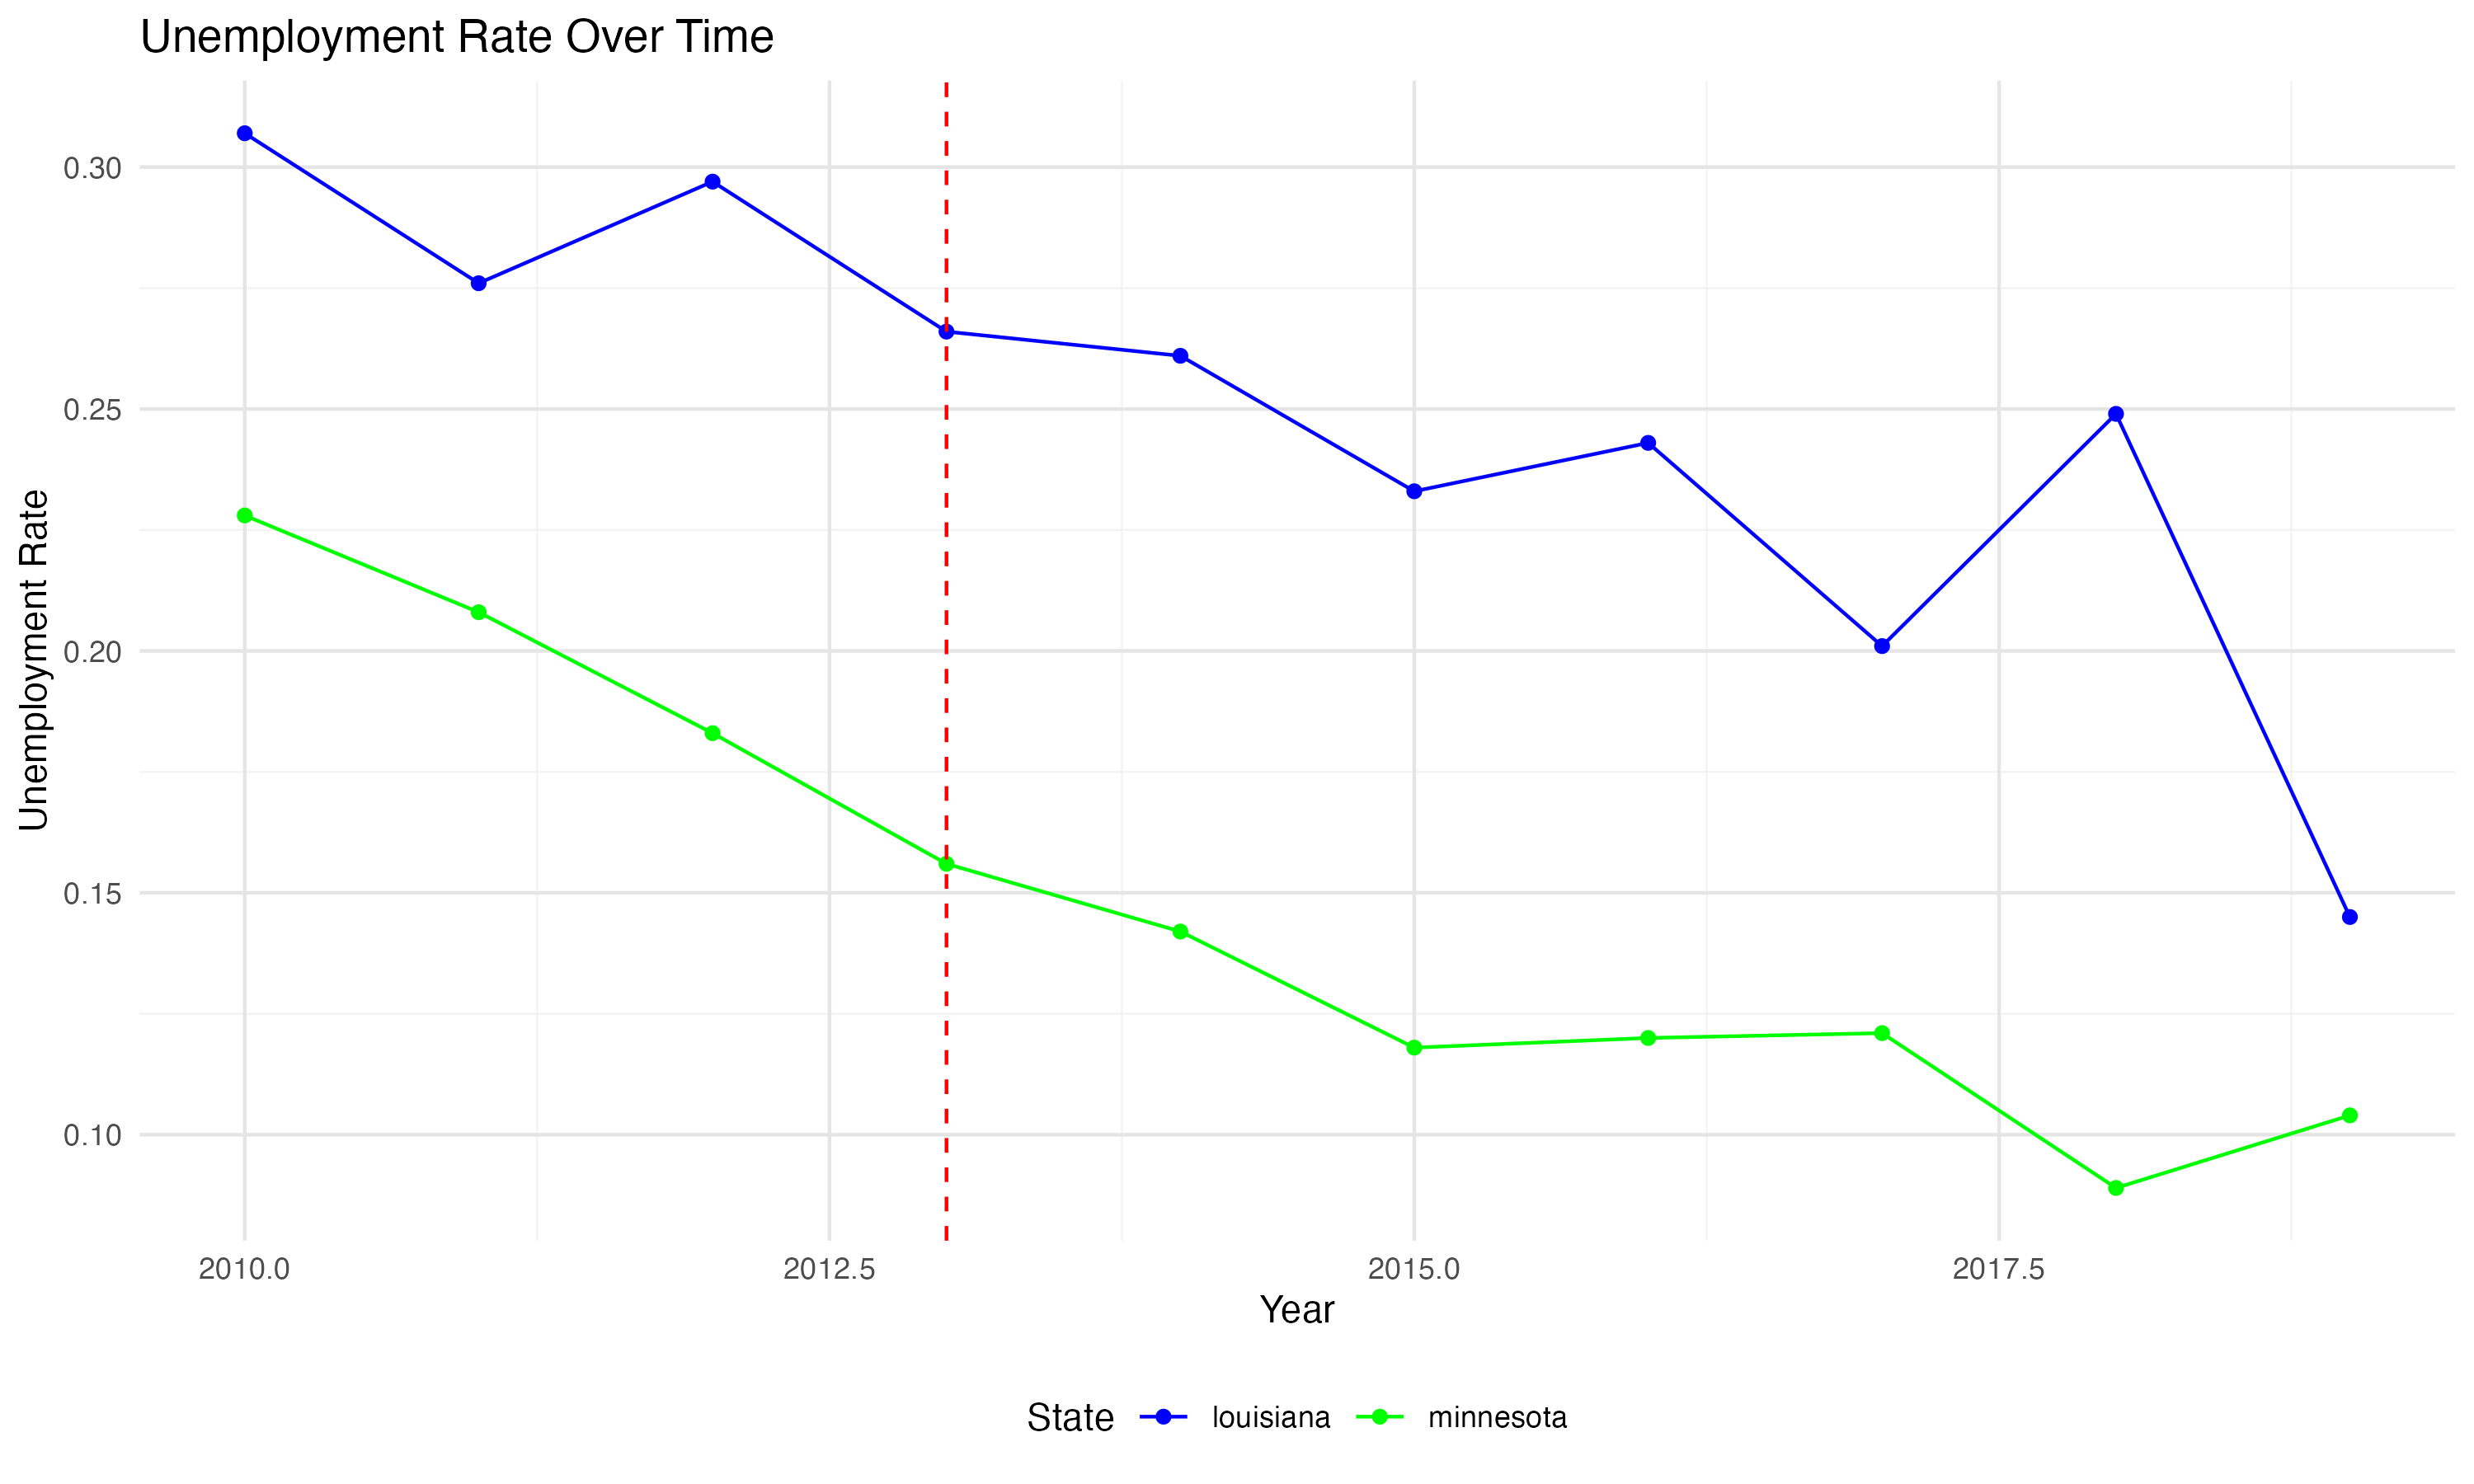 Unemployment Rate Over Time
Unemployment Rate
0.30
0.25
0.20
0.15
0.10
2010.0 2012.5 2015.0 2017.5
Year
State louisiana minnesota